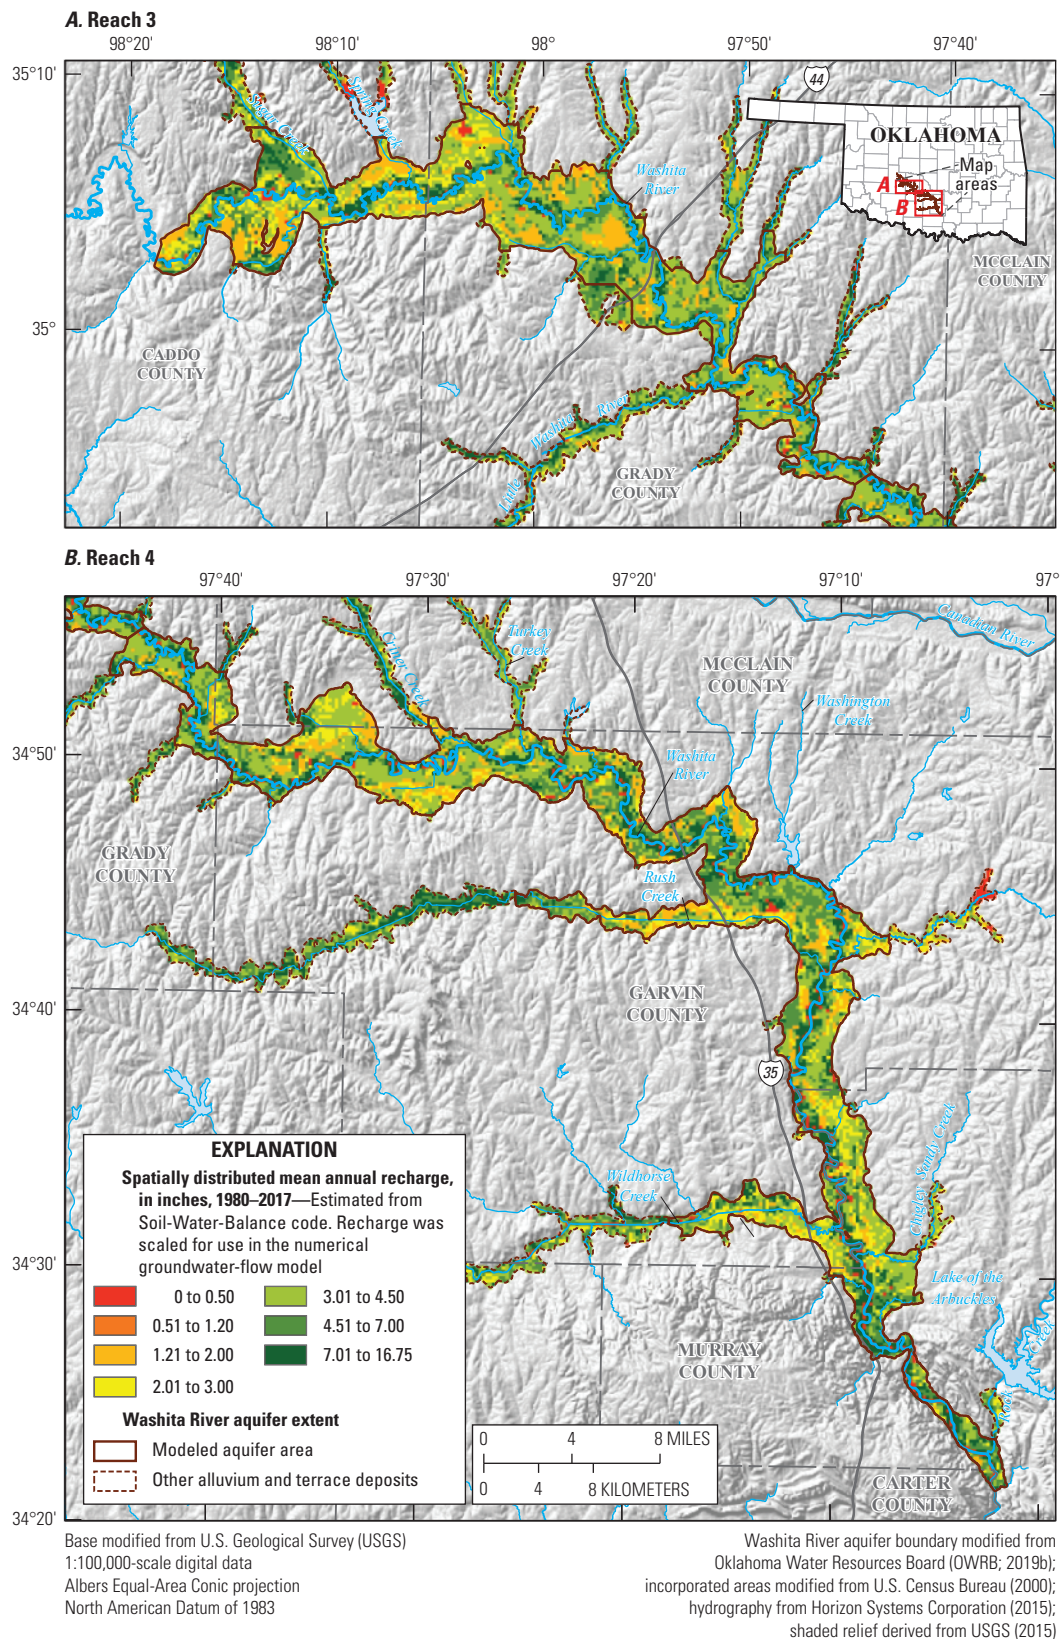 A. Reach 3
98°20'
98°10'
98°
97°50'
97°40'
35°10'
35°
44
Sugar Creek
Spring Creek
Washita
River
OKLAHOMA
Map
areas
A
B
MCCLAIN
COUNTY
CADDO
COUNTY
Little Washita River
GRADY
COUNTY
B. Reach 4
97°40'
97°30'
97°20'
97°10'
97°
34°50'
34°40'
34°30'
34°20'
Criner Creek
Turkey
Creek
MCCLAIN
COUNTY
Canadian River
Washington
Creek
Washita
River
GRADY
COUNTY
Rush
Creek
GARVIN
COUNTY
35
Wildhorse
Creek
Chigley Sandy Creek
Lake of the
Arbuckles
MURRAY
COUNTY
Rock Creek
CARTER
COUNTY
EXPLANATION
Spatially distributed mean annual recharge,
in inches, 1980–2017—Estimated from
Soil-Water-Balance code. Recharge was
scaled for use in the numerical
groundwater-flow model
0 to 0.50
3.01 to 4.50
0.51 to 1.20
4.51 to 7.00
1.21 to 2.00
7.01 to 16.75
2.01 to 3.00
Washita River aquifer extent
Modeled aquifer area
Other alluvium and terrace deposits
0 4 8 MILES
0 4 8 KILOMETERS
Base modified from U.S. Geological Survey (USGS)
1:100,000-scale digital data
Albers Equal-Area Conic projection
North American Datum of 1983
Washita River aquifer boundary modified from
Oklahoma Water Resources Board (OWRB; 2019b);
incorporated areas modified from U.S. Census Bureau (2000);
hydrography from Horizon Systems Corporation (2015);
shaded relief derived from USGS (2015)